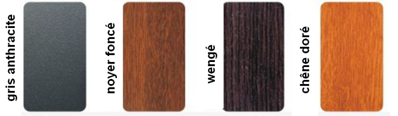 gris anthracite
noyer foncé
wengé
chêne doré